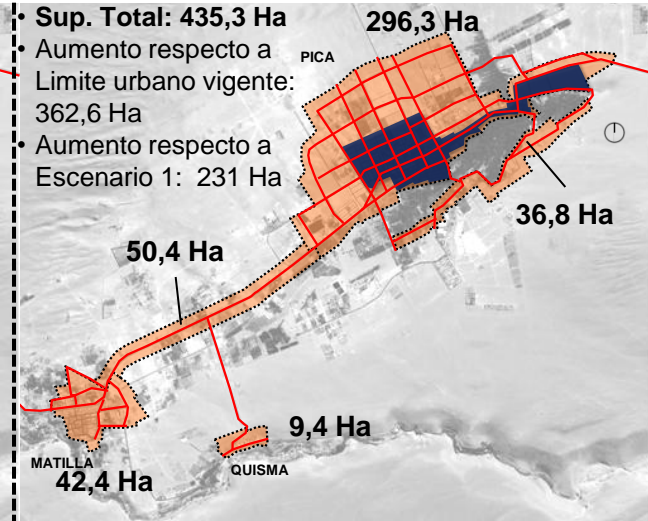 • Sup. Total: 435,3 Ha
• Aumento respecto a
Limite urbano vigente:
362,6 Ha
• Aumento respecto a
Escenario 1: 231 Ha
296,3 Ha
PICA
36,8 Ha
50,4 Ha
9,4 Ha
MATILLA
QUISMA
42,4 Ha